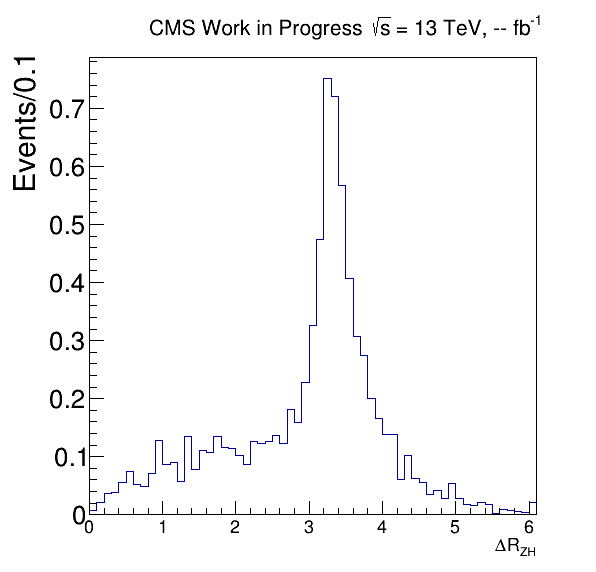 CMS Work in Progress √s = 13 TeV, -- fb⁻¹
Events/0.1
0.7
0.6
0.5
0.4
0.3
0.2
0.1
0
0 1 2 3 4 5 6
ΔR_ZH